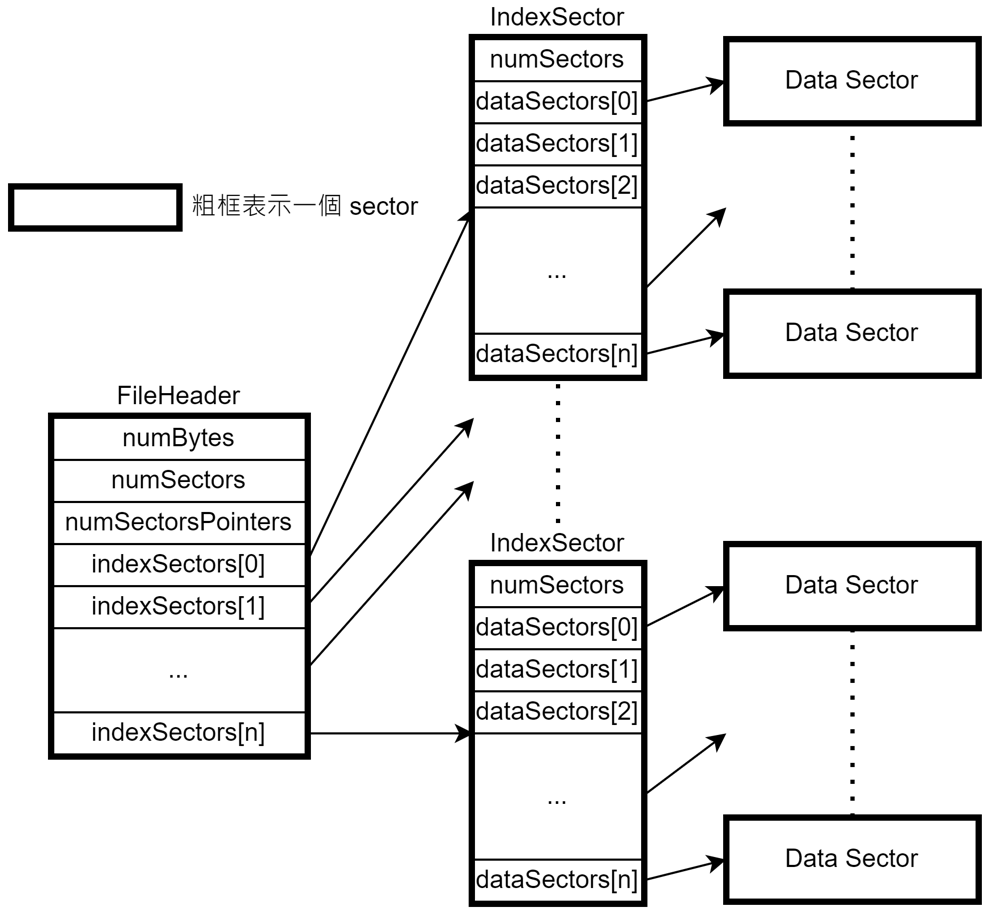 粗框表示一個 sector
FileHeader
numBytes
numSectors
numSectorsPointers
indexSectors[0]
indexSectors[1]
...
indexSectors[n]
IndexSector
numSectors
dataSectors[0]
dataSectors[1]
dataSectors[2]
...
dataSectors[n]
Data Sector
Data Sector
IndexSector
numSectors
dataSectors[0]
dataSectors[1]
dataSectors[2]
...
dataSectors[n]
Data Sector
Data Sector